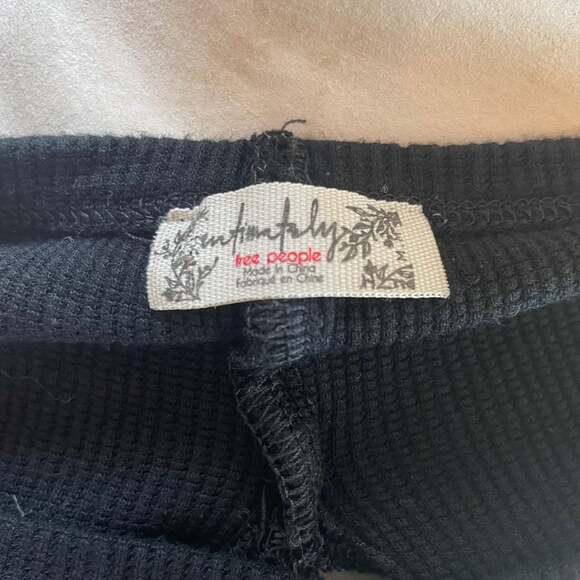 intimately
free people
Made in China
Fabriqué en Chine
M